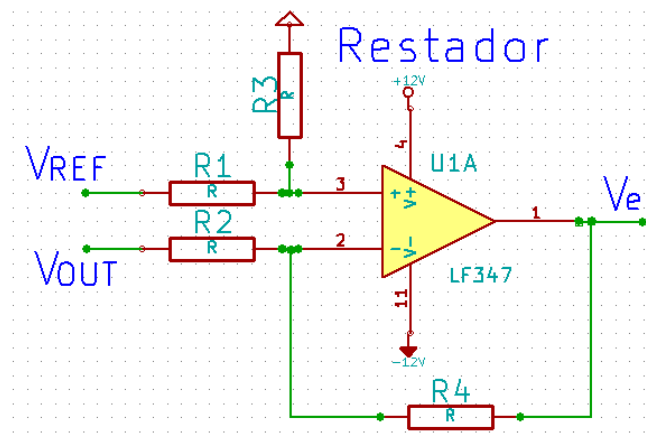 Restador
+12V
R3
R
4
VREF
R1
R
3
U1A
+
V+
Ve
1
R2
R
2
VOUT
-
V-
LF347
11
-12V
R4
R